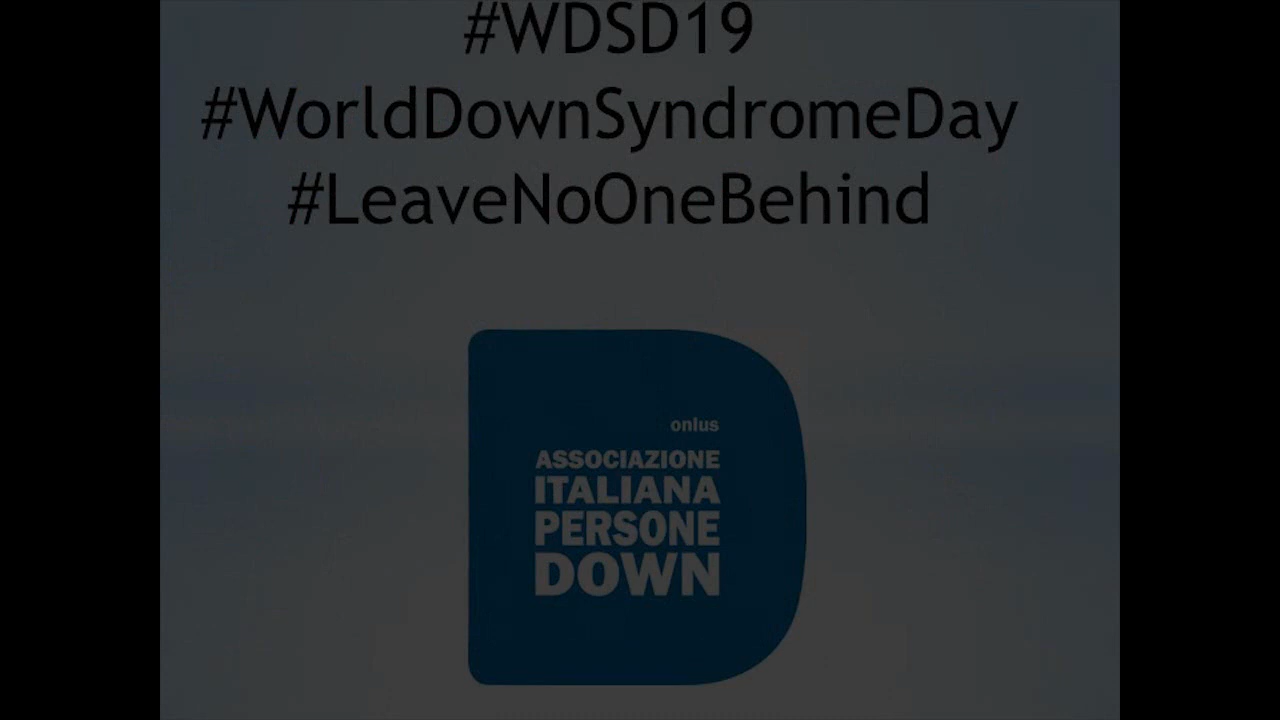 #WDSD19
#WorldDownSyndromeDay
#LeaveNoOneBehind
onlus
ASSOCIAZIONE
ITALIANA
PERSONE
DOWN